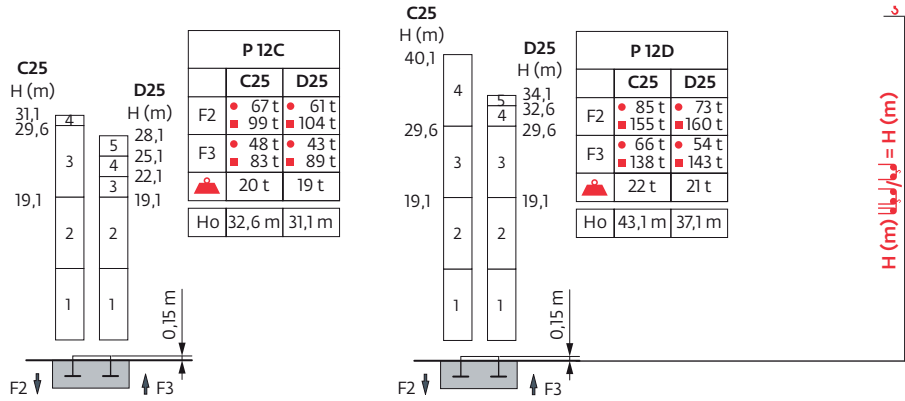 C25
H (m)
31,1
29,6
19,1
4
3
2
1
D25
H (m)
28,1
25,1
22,1
19,1
5
4
3
2
1
P 12C
C25 D25
F2 ● 67 t ● 61 t
■ 99 t ■ 104 t
F3 ● 48 t ● 43 t
■ 83 t ■ 89 t
20 t 19 t
Ho 32,6 m 31,1 m
0,15 m
F2 F3
C25
H (m)
40,1
29,6
19,1
4
3
2
1
D25
34,1
32,6
29,6
19,1
5
4
3
2
1
P 12D
C25 D25
F2 ● 85 t ● 73 t
■ 155 t ■ 160 t
F3 ● 66 t ● 54 t
■ 138 t ■ 143 t
22 t 21 t
Ho 43,1 m 37,1 m
0,15 m
F2 F3
H (m) / = H (m)